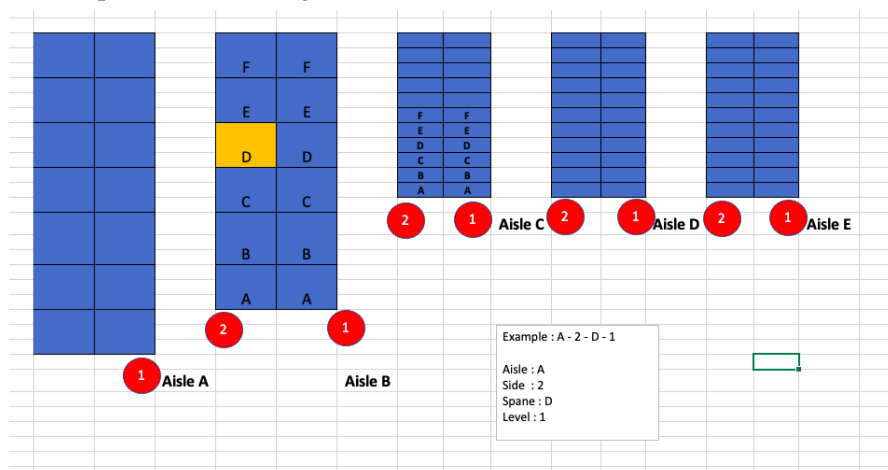 F F
E E
D D
C C
B B
A A
F F
E E
D D
C C
B B
A A
2 1 Aisle C 2 1 Aisle D 2 1 Aisle E
2 1
1 Aisle A Aisle B
Example : A - 2 - D - 1
Aisle : A
Side : 2
Spane : D
Level : 1